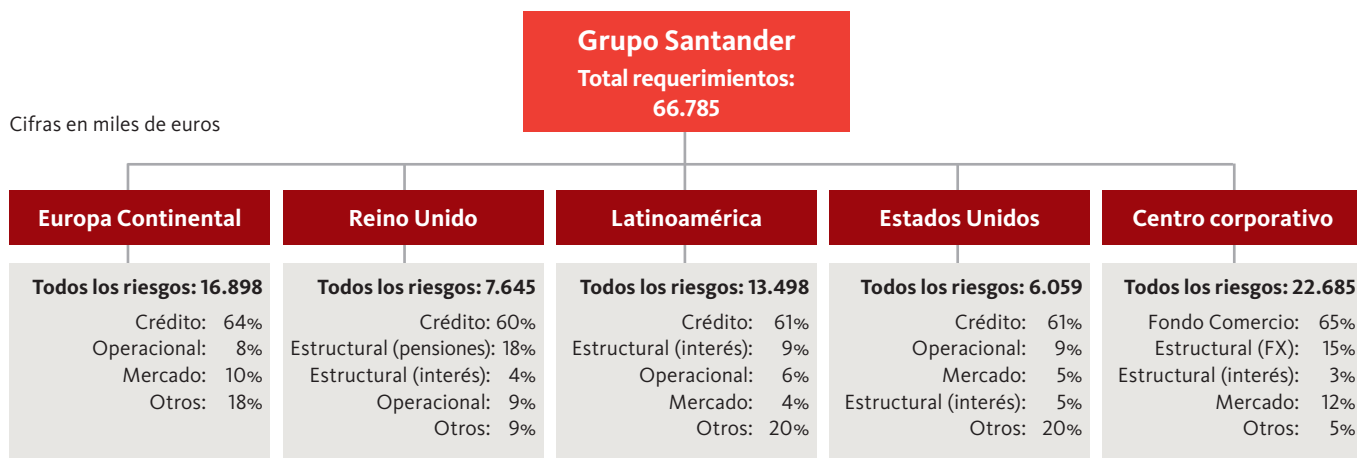 Grupo Santander
Total requerimientos:
66.785
Cifras en miles de euros
Europa Continental
Todos los riesgos: 16.898
Crédito: 64%
Operacional: 8%
Mercado: 10%
Otros: 18%
Reino Unido
Todos los riesgos: 7.645
Crédito: 60%
Estructural (pensiones): 18%
Estructural (interés): 4%
Operacional: 9%
Otros: 9%
Latinoamérica
Todos los riesgos: 13.498
Crédito: 61%
Estructural (interés): 9%
Operacional: 6%
Mercado: 4%
Otros: 20%
Estados Unidos
Todos los riesgos: 6.059
Crédito: 61%
Operacional: 9%
Mercado: 5%
Estructural (interés): 5%
Otros: 20%
Centro corporativo
Todos los riesgos: 22.685
Fondo Comercio: 65%
Estructural (FX): 15%
Estructural (interés): 3%
Mercado: 12%
Otros: 5%